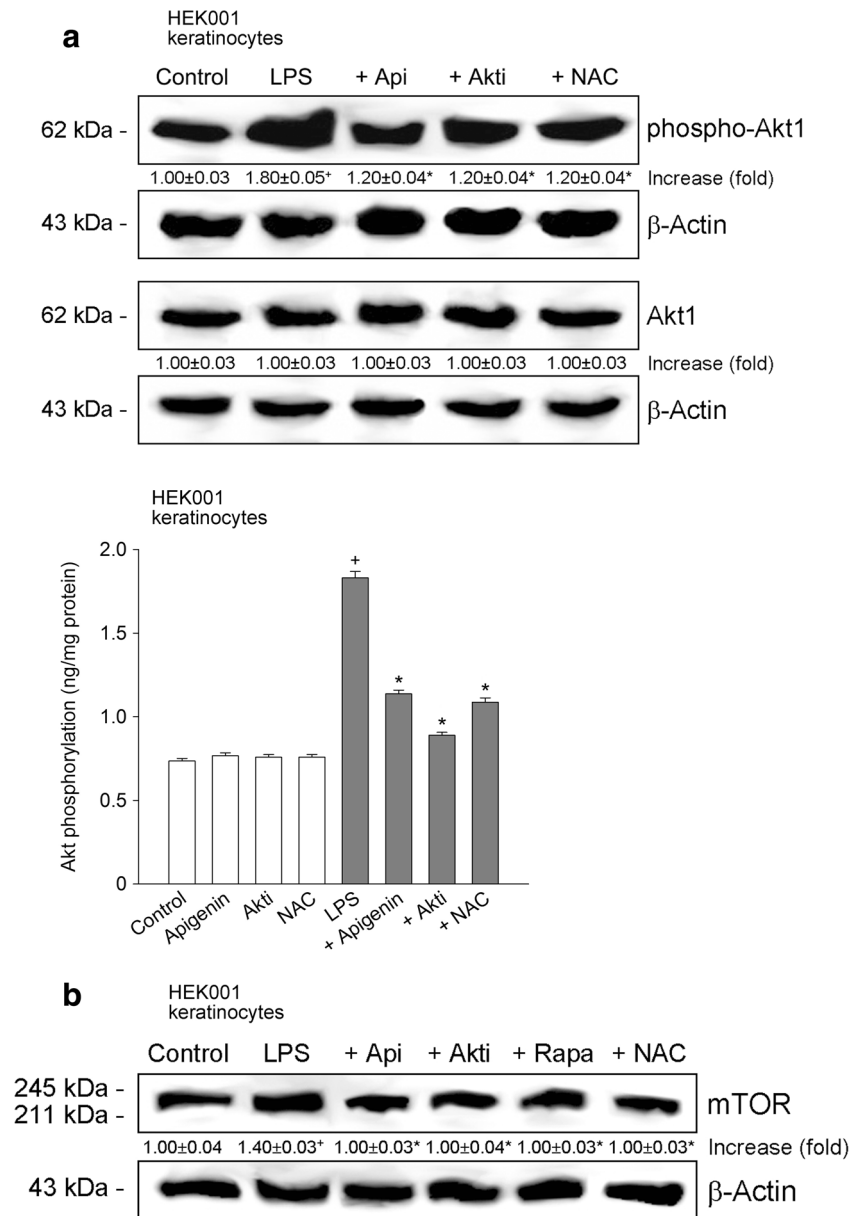 a
HEK001
keratinocytes
Control LPS + Api + Akti + NAC
62 kDa - phospho-Akt1
1.00±0.03 1.80±0.05⁺ 1.20±0.04* 1.20±0.04* 1.20±0.04* Increase (fold)
43 kDa - β-Actin
62 kDa - Akt1
1.00±0.03 1.00±0.03 1.00±0.03 1.00±0.03 1.00±0.03 Increase (fold)
43 kDa - β-Actin
HEK001
keratinocytes
Akt phosphorylation (ng/mg protein)
2.0
1.5
1.0
0.5
0
+
*
*
*
Control Apigenin Akti NAC LPS + Apigenin + Akti + NAC
b
HEK001
keratinocytes
Control LPS + Api + Akti + Rapa + NAC
245 kDa -
211 kDa - mTOR
1.00±0.04 1.40±0.03⁺ 1.00±0.03* 1.00±0.04* 1.00±0.03* 1.00±0.03* Increase (fold)
43 kDa - β-Actin